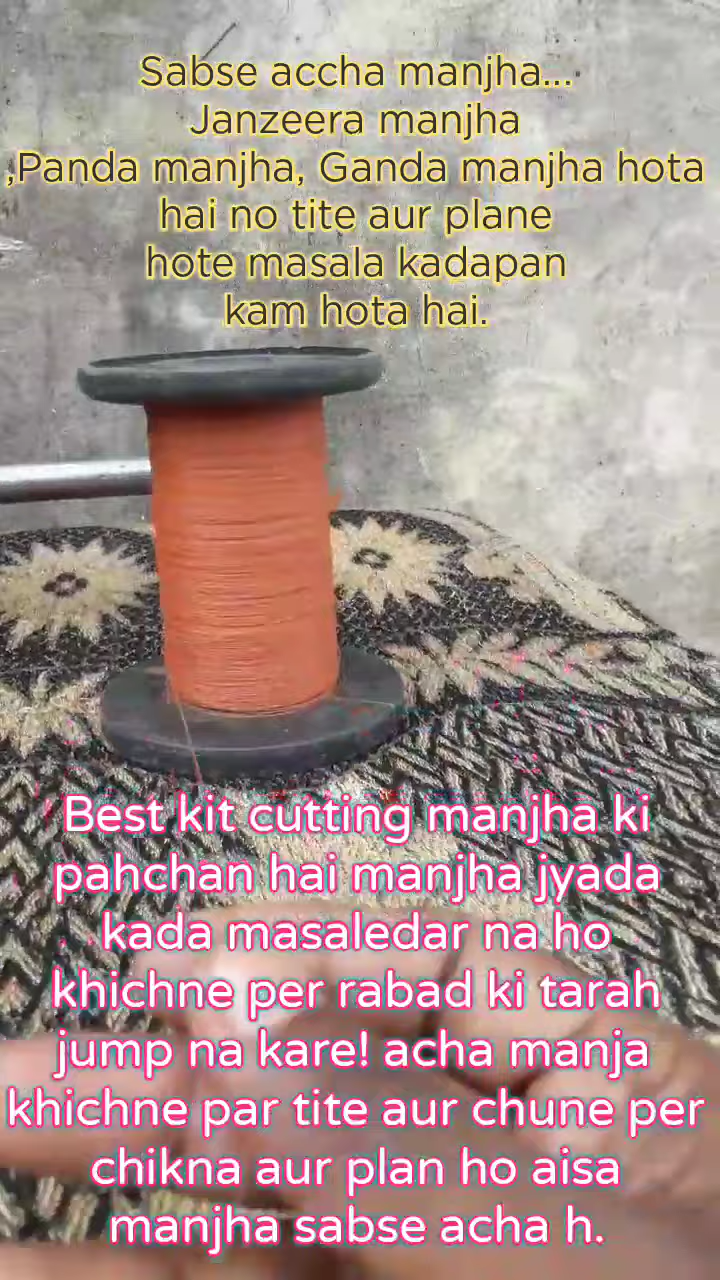 Sabse accha manjha...
Janzeera manjha
,Panda manjha, Ganda manjha hota
hai no tite aur plane
hote masala kadapan
kam hota hai.
Best kit cutting manjha ki
pahchan hai manjha jyada
kada masaledar na ho
khichne per rabad ki tarah
jump na kare! acha manja
khichne par tite aur chune per
chikna aur plan ho aisa
manjha sabse acha h.